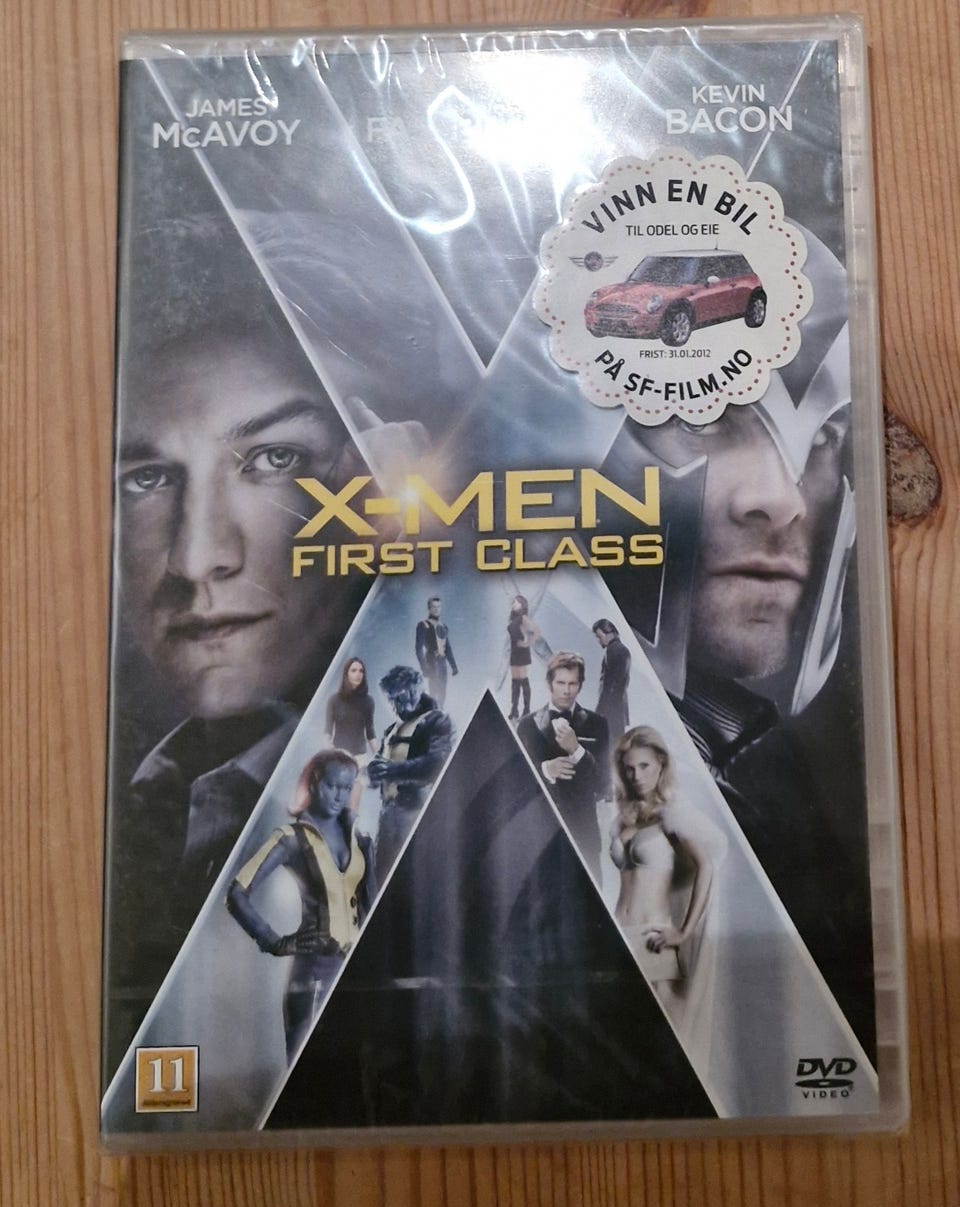 JAMES
McAVOY
KEVIN
BACON
VINN EN BIL
TIL ODEL OG EIE
FRIST: 31.01.2012
PÅ SF-FILM.NO
X-MEN
FIRST CLASS
11
DVD
VIDEO